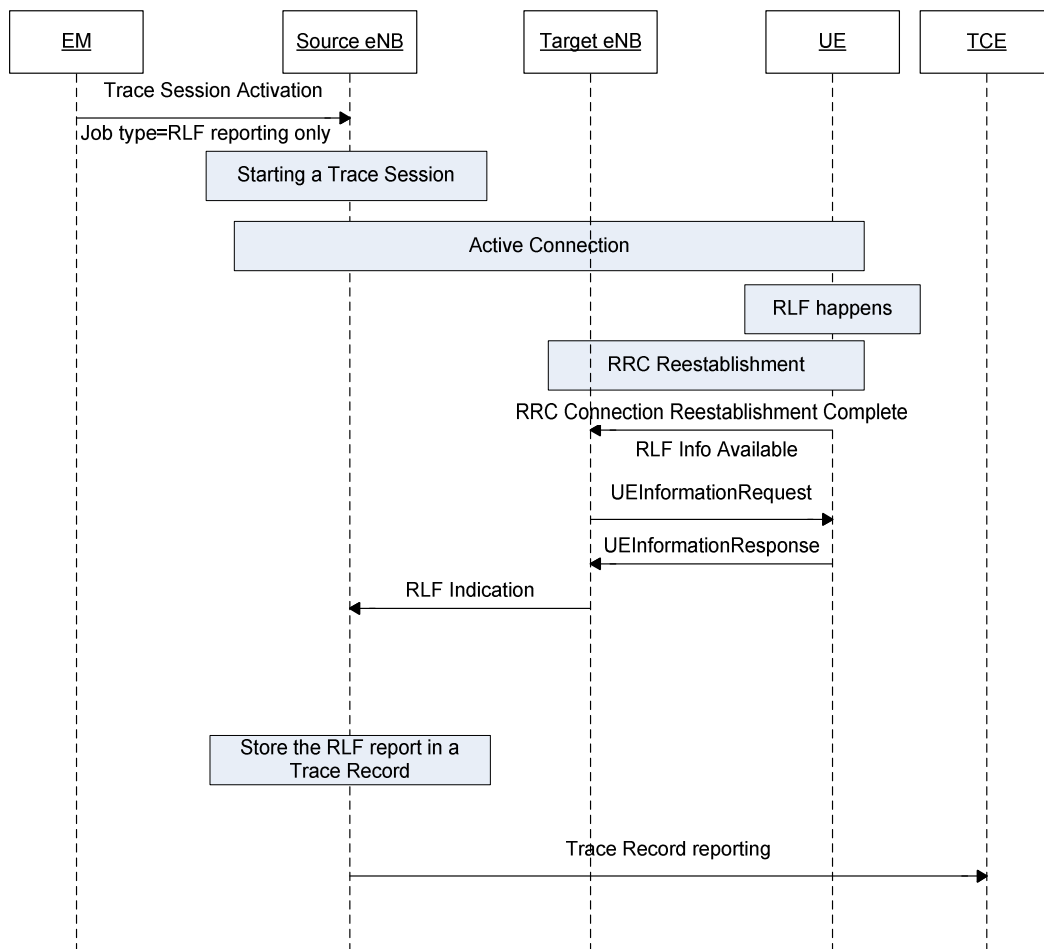 EM
Source eNB
Target eNB
UE
TCE
Trace Session Activation
Job type=RLF reporting only
Starting a Trace Session
Active Connection
RLF happens
RRC Reestablishment
RRC Connection Reestablishment Complete
RLF Info Available
UEInformationRequest
UEInformationResponse
RLF Indication
Store the RLF report in a
Trace Record
Trace Record reporting